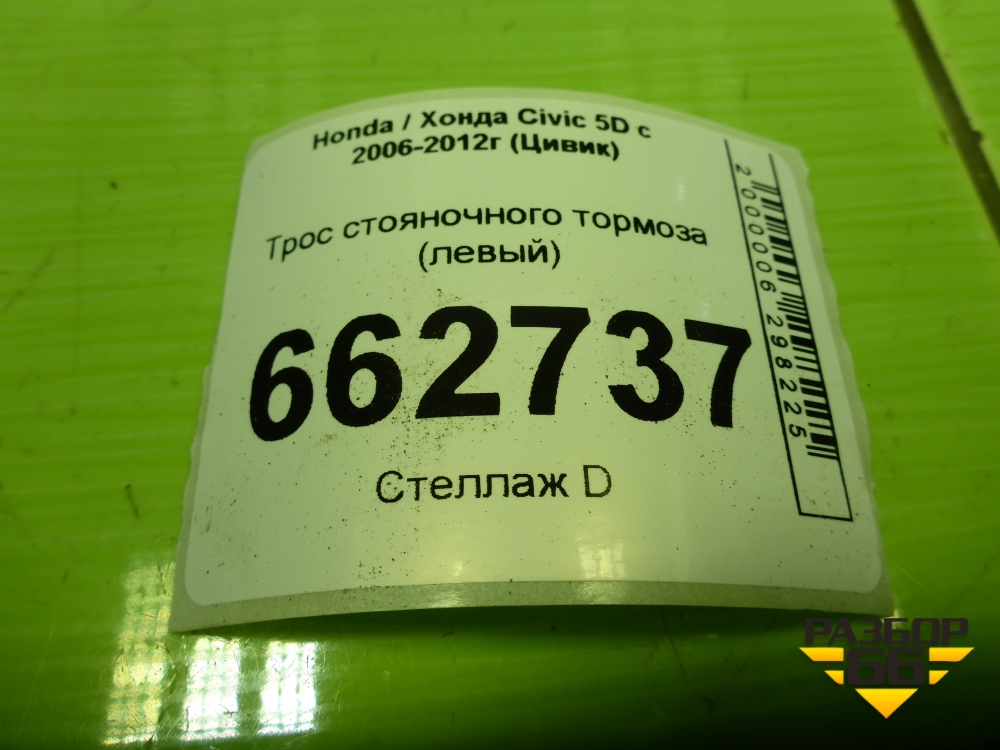 Honda / Хонда Civic 5D с
2006-2012г (Цивик)
Трос стояночного тормоза
(левый)
662737
Стеллаж D
2000006298225
РАЗБОР
66